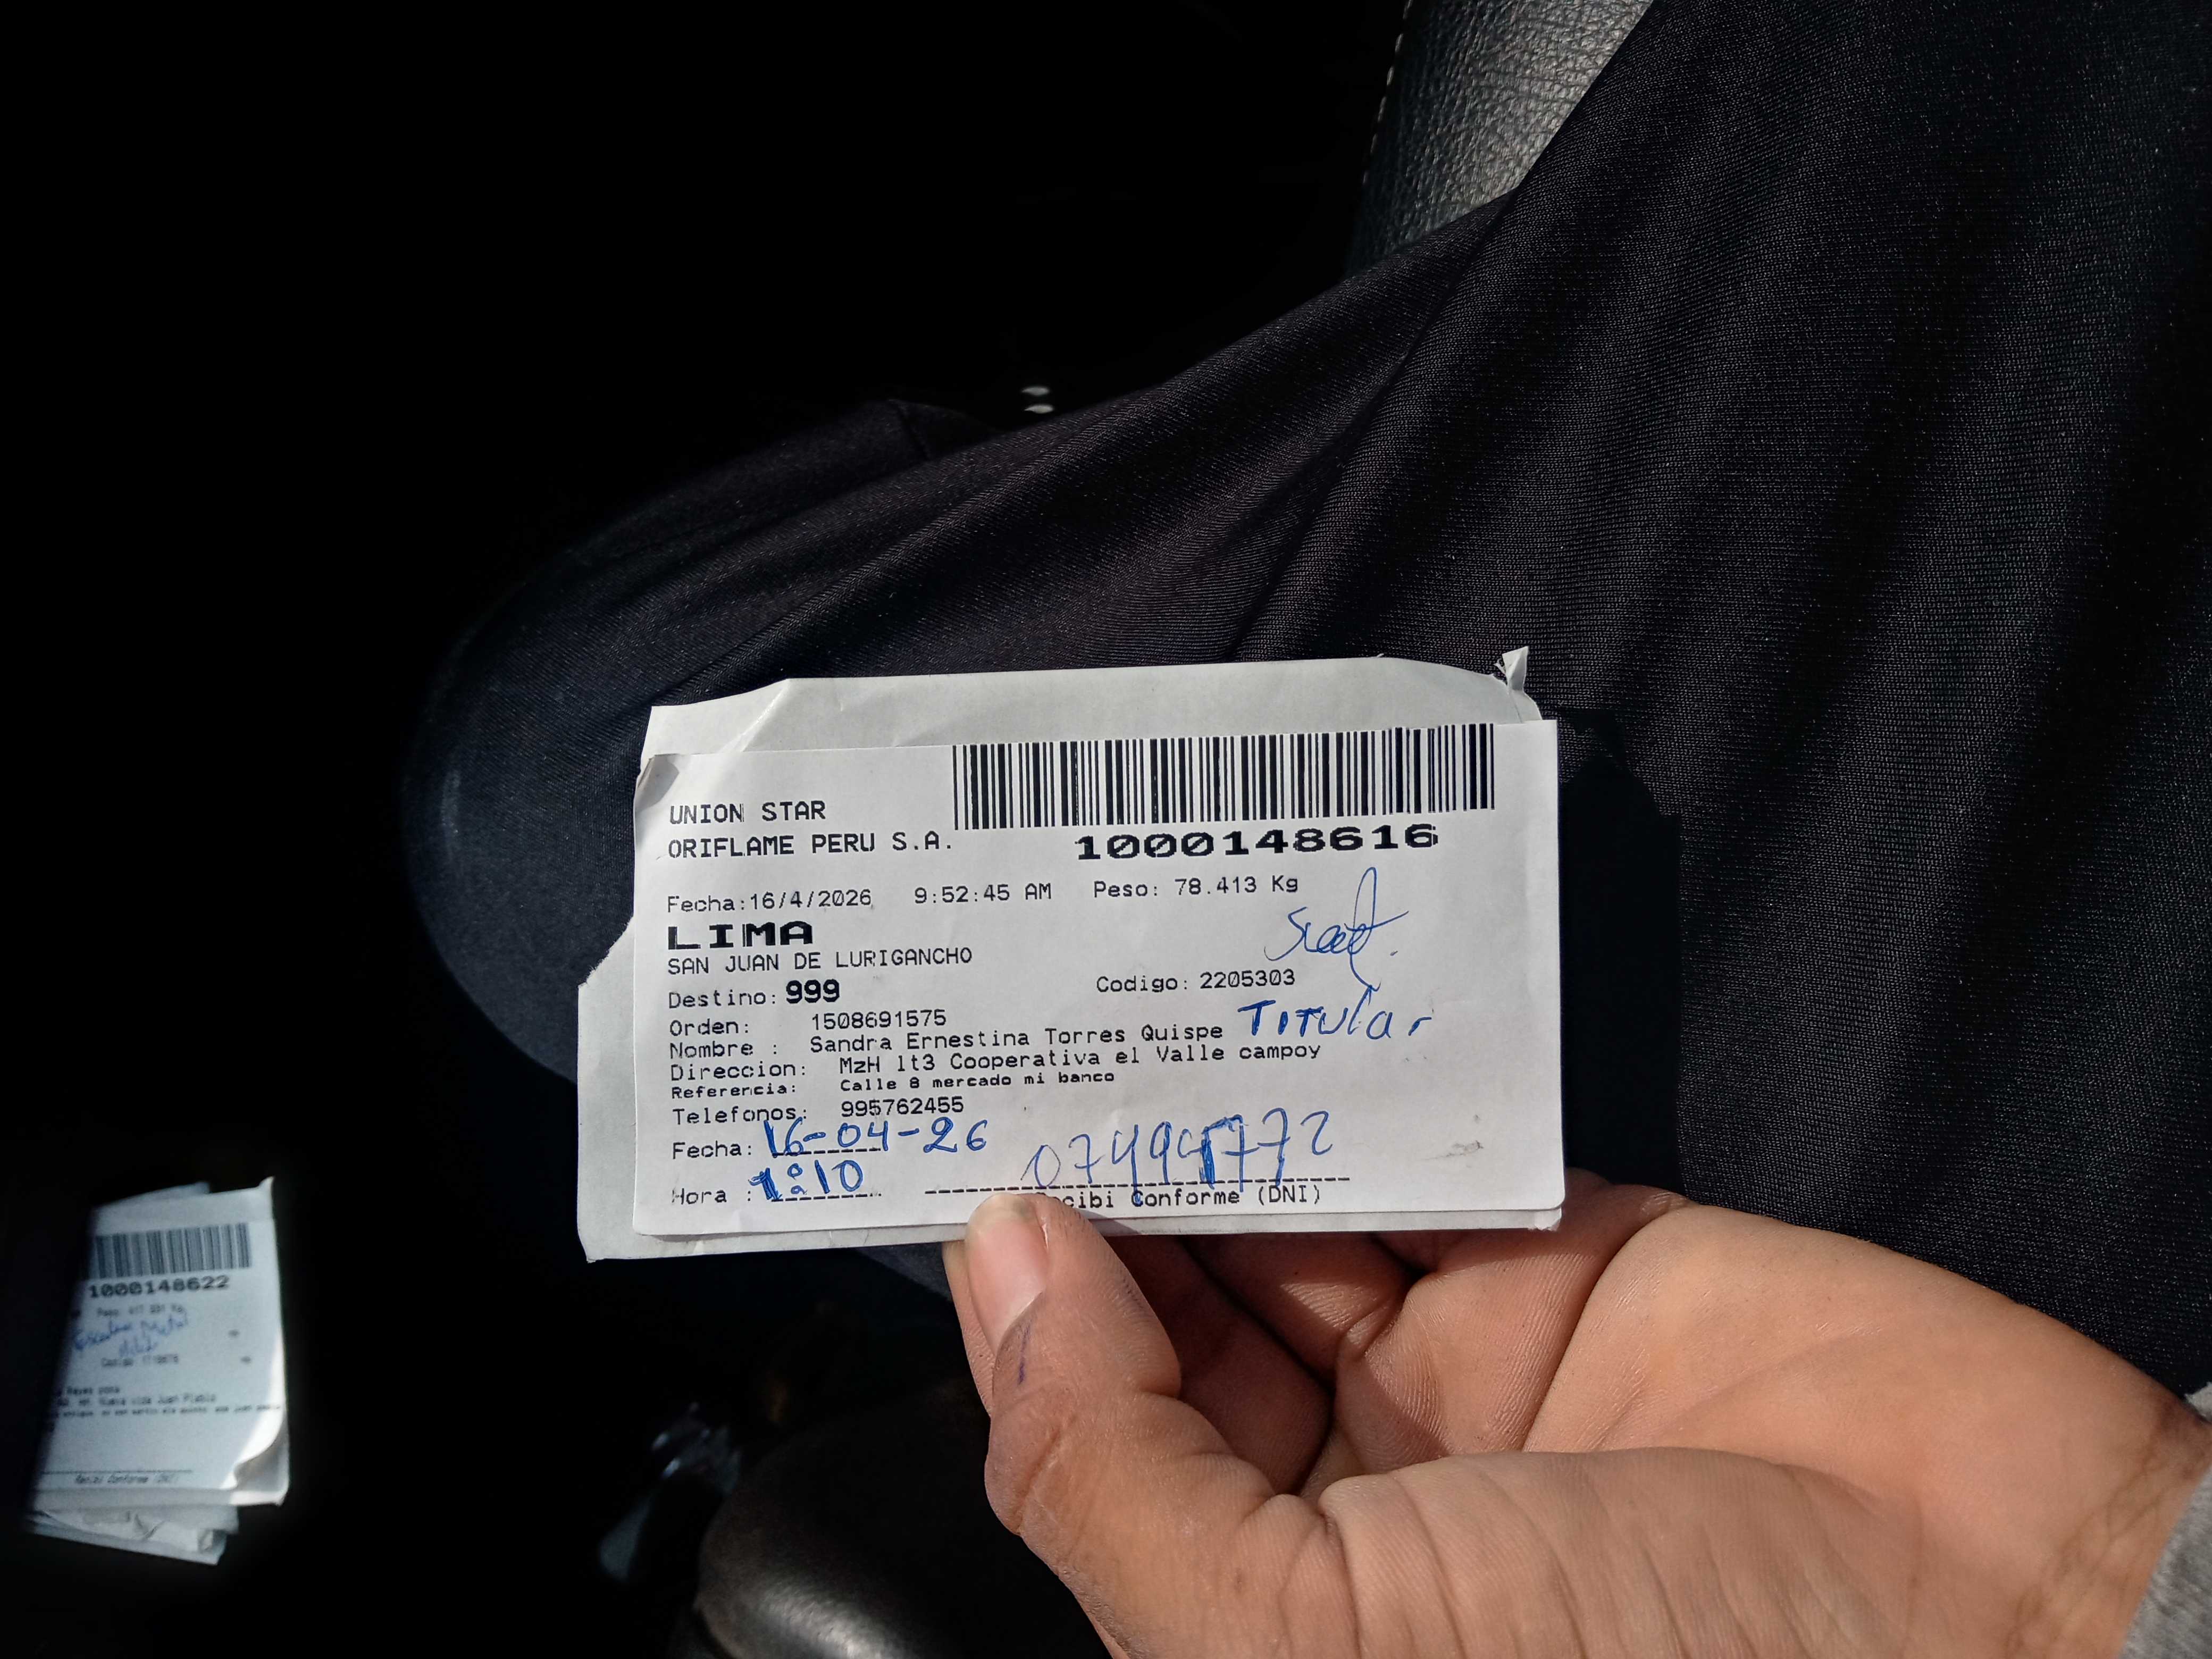 UNION STAR
ORIFLAME PERU S.A.
1000148616
Fecha:16/4/2026 9:52:45 AM Peso: 78.413 Kg
LIMA
SAN JUAN DE LURIGANCHO
Destino: 999 Codigo: 2205303
Orden: 1508691575
Nombre : Sandra Ernestina Torres Quispe Titular
Direccion: MzH lt3 Cooperativa el Valle campoy
Referencia: Calle 8 mercado mi banco
Telefonos: 995762455
Fecha: 16-04-26
Hora : 1:10
Conforme (DNI)
1000148622
Recibi Conforme (DNI)